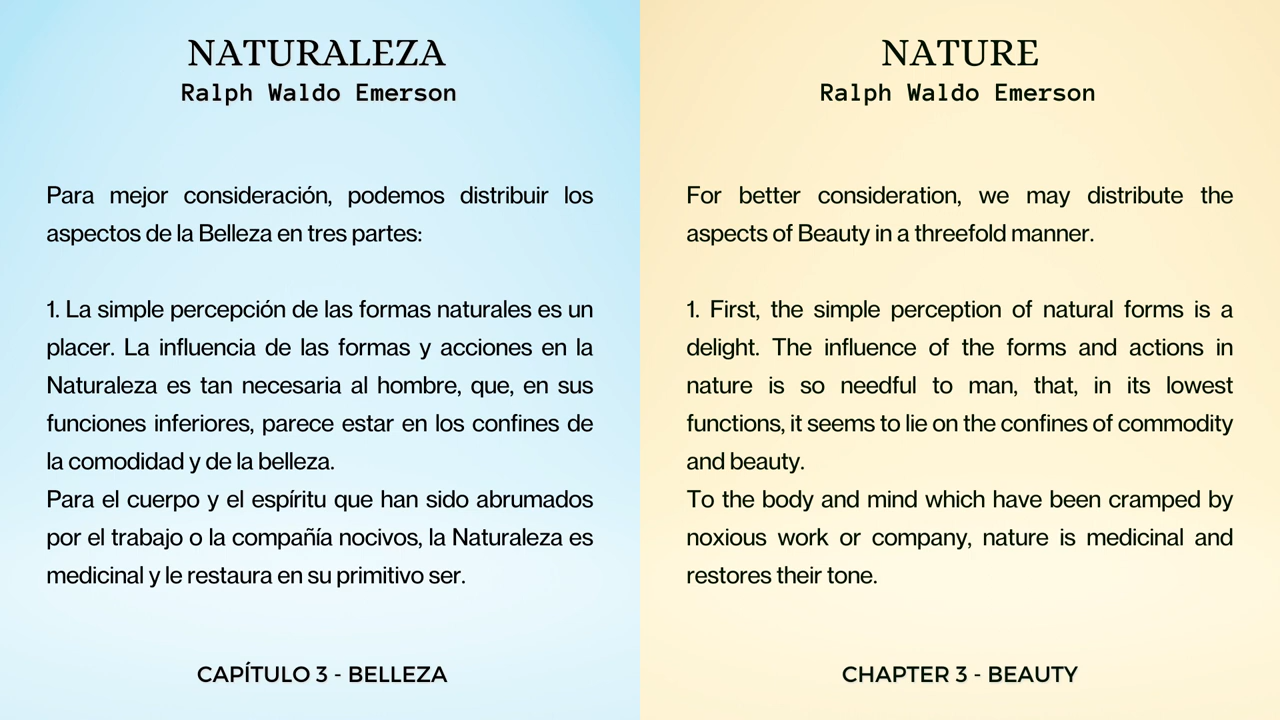 NATURALEZA
Ralph Waldo Emerson
Para mejor consideración, podemos distribuir los
aspectos de la Belleza en tres partes:
1. La simple percepción de las formas naturales es un
placer. La influencia de las formas y acciones en la
Naturaleza es tan necesaria al hombre, que, en sus
funciones inferiores, parece estar en los confines de
la comodidad y de la belleza.
Para el cuerpo y el espíritu que han sido abrumados
por el trabajo o la compañía nocivos, la Naturaleza es
medicinal y le restaura en su primitivo ser.
CAPÍTULO 3 - BELLEZA
NATURE
Ralph Waldo Emerson
For better consideration, we may distribute the
aspects of Beauty in a threefold manner.
1. First, the simple perception of natural forms is a
delight. The influence of the forms and actions in
nature is so needful to man, that, in its lowest
functions, it seems to lie on the confines of commodity
and beauty.
To the body and mind which have been cramped by
noxious work or company, nature is medicinal and
restores their tone.
CHAPTER 3 - BEAUTY